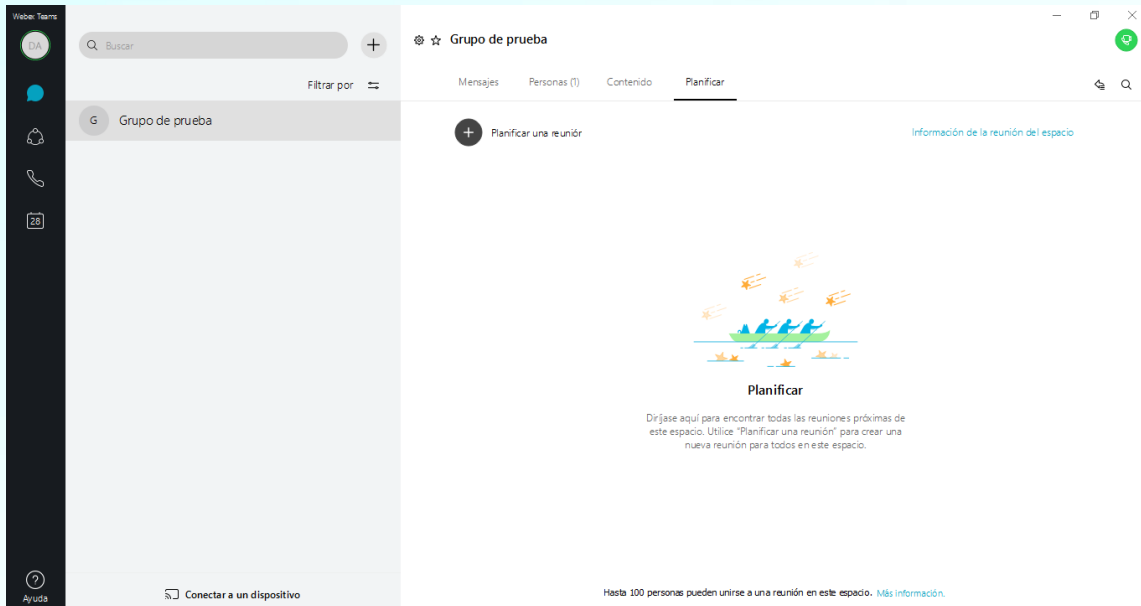 Webex Teams
DA
Buscar
Filtrar por
G Grupo de prueba
28
Ayuda
Conectar a un dispositivo
Grupo de prueba
Mensajes Personas (1) Contenido Planificar
Planificar una reuniór
Información de la reunión del espacio
Planificar
Diríjase aquí para encontrar todas las reuniones próximas de
este espacio. Utilice "Planificar una reunión" para crear una
nueva reunión para todos en este espacio.
Hasta 100 personas pueden unirse a una reunión en este espacio. Más información.